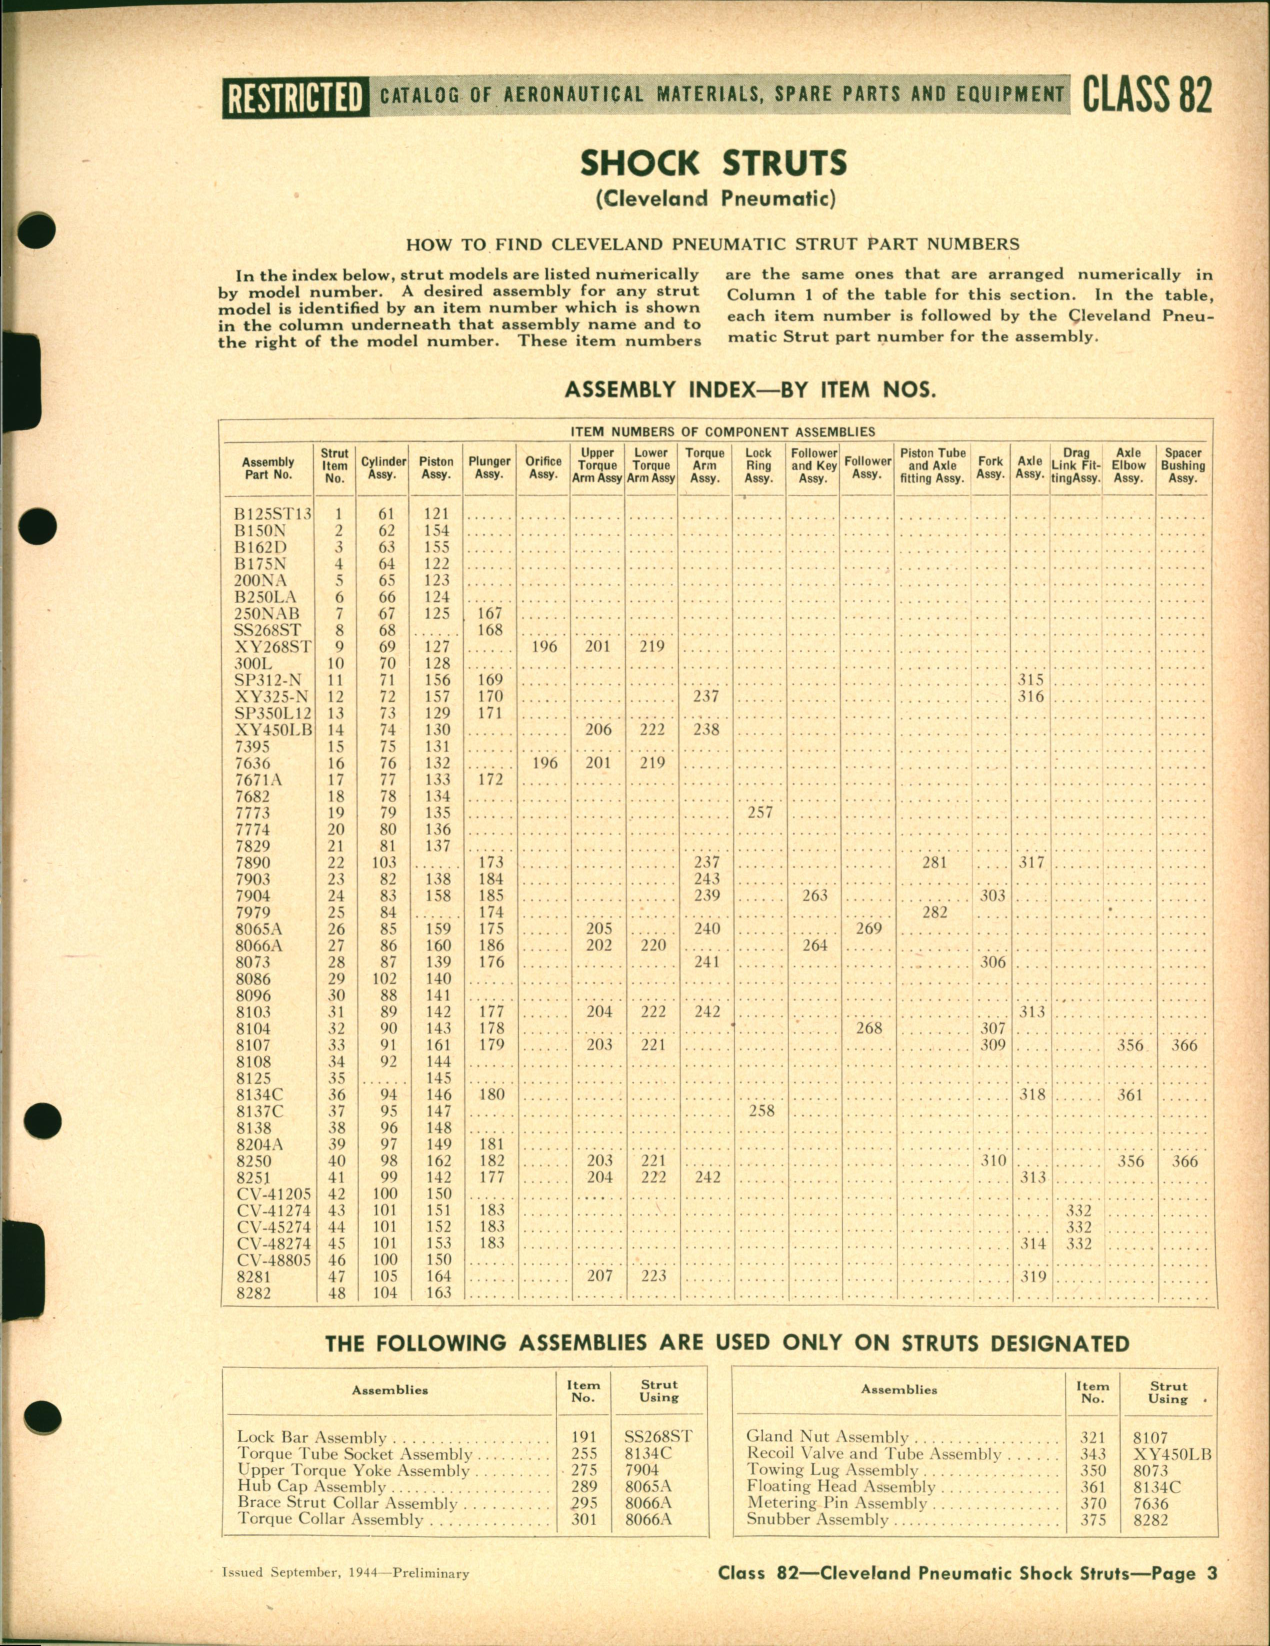 RESTRICTED CATALOG OF AERONAUTICAL MATERIALS, SPARE PARTS AND EQUIPMENT CLASS 82
SHOCK STRUTS
(Cleveland Pneumatic)
HOW TO FIND CLEVELAND PNEUMATIC STRUT PART NUMBERS
In the index below, strut models are listed numerically
by model number. A desired assembly for any strut
model is identified by an item number which is shown
in the column underneath that assembly name and to
the right of the model number. These item numbers
are the same ones that are arranged numerically in
Column 1 of the table for this section. In the table,
each item number is followed by the Cleveland Pneu-
matic Strut part number for the assembly.
ASSEMBLY INDEX—BY ITEM NOS.
ITEM NUMBERS OF COMPONENT ASSEMBLIES
Assembly Part No. | Strut Item No. | Cylinder Assy. | Piston Assy. | Plunger Assy. | Orifice Assy. | Upper Torque Arm Assy | Lower Torque Arm Assy | Torque Arm Assy. | Lock Ring Assy. | Follower and Key Assy. | Follower Assy. | Piston Tube and Axle fitting Assy. | Fork Assy. | Axle Assy. | Drag Link Fit- tingAssy. | Axle Elbow Assy. | Spacer Bushing Assy.
B125ST13 1 61 121
B150N 2 62 154
B162D 3 63 155
B175N 4 64 122
200NA 5 65 123
B250LA 6 66 124
250NAB 7 67 125 167
SS268ST 8 68 ...... 168
XY268ST 9 69 127 ...... 196 201 219
300L 10 70 128
SP312-N 11 71 156 169 ...... 315
XY325-N 12 72 157 170 ...... 237 ...... 316
SP350L12 13 73 129 171
XY450LB 14 74 130 ...... 206 222 238
7395 15 75 131
7636 16 76 132 ...... 196 201 219
7671A 17 77 133 172
7682 18 78 134
7773 19 79 135 ...... 257
7774 20 80 136
7829 21 81 137
7890 22 103 ...... 173 ...... 237 ...... 281 ...... 317
7903 23 82 138 184 ...... 243
7904 24 83 158 185 ...... 239 ...... 263 ...... 303
7979 25 84 ...... 174 ...... 282
8065A 26 85 159 175 ...... 205 ...... 240 ...... 269
8066A 27 86 160 186 ...... 202 220 ...... 264
8073 28 87 139 176 ...... 241 ...... 306
8086 29 102 140
8096 30 88 141
8103 31 89 142 177 ...... 204 222 242 ...... 313
8104 32 90 143 178 ...... 268 ...... 307
8107 33 91 161 179 ...... 203 221 ...... 309 ...... 356 366
8108 34 92 144
8125 35 ...... 145
8134C 36 94 146 180 ...... 318 ...... 361
8137C 37 95 147 ...... 258
8138 38 96 148
8204A 39 97 149 181
8250 40 98 162 182 ...... 203 221 ...... 310 ...... 356 366
8251 41 99 142 177 ...... 204 222 242 ...... 313
CV-41205 42 100 150
CV-41274 43 101 151 183 ...... 332
CV-45274 44 101 152 183 ...... 332
CV-48274 45 101 153 183 ...... 314 332
CV-48805 46 100 150
8281 47 105 164 ...... 207 223 ...... 319
8282 48 104 163
THE FOLLOWING ASSEMBLIES ARE USED ONLY ON STRUTS DESIGNATED
Assemblies | Item No. | Strut Using
Lock Bar Assembly 191 SS268ST
Torque Tube Socket Assembly 255 8134C
Upper Torque Yoke Assembly 275 7904
Hub Cap Assembly 289 8065A
Brace Strut Collar Assembly 295 8066A
Torque Collar Assembly 301 8066A
Assemblies | Item No. | Strut Using
Gland Nut Assembly 321 8107
Recoil Valve and Tube Assembly 343 XY450LB
Towing Lug Assembly 350 8073
Floating Head Assembly 361 8134C
Metering Pin Assembly 370 7636
Snubber Assembly 375 8282
Issued September, 1944—Preliminary
Class 82—Cleveland Pneumatic Shock Struts—Page 3